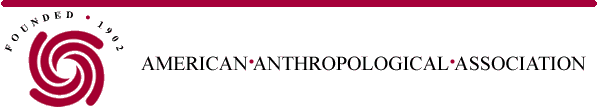 FOUNDED • 1902
AMERICAN•ANTHROPOLOGICAL•ASSOCIATION